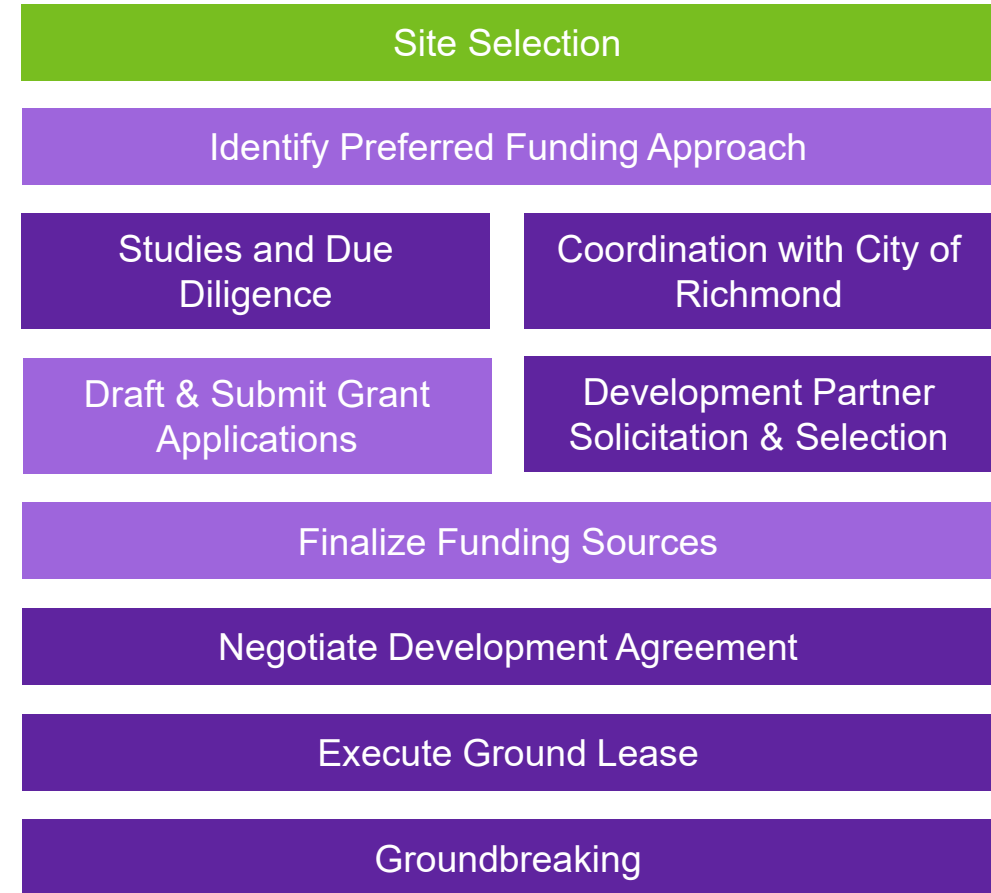 Site Selection
Identify Preferred Funding Approach
Studies and Due
Diligence
Coordination with City of
Richmond
Draft & Submit Grant
Applications
Development Partner
Solicitation & Selection
Finalize Funding Sources
Negotiate Development Agreement
Execute Ground Lease
Groundbreaking